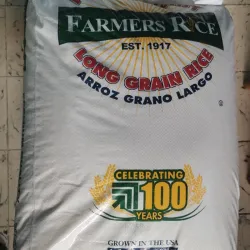 FARMERS RICE
EST. 1917
LONG GRAIN RICE
ARROZ GRANO LARGO
CELEBRATING
100
YEARS
GROWN IN THE USA